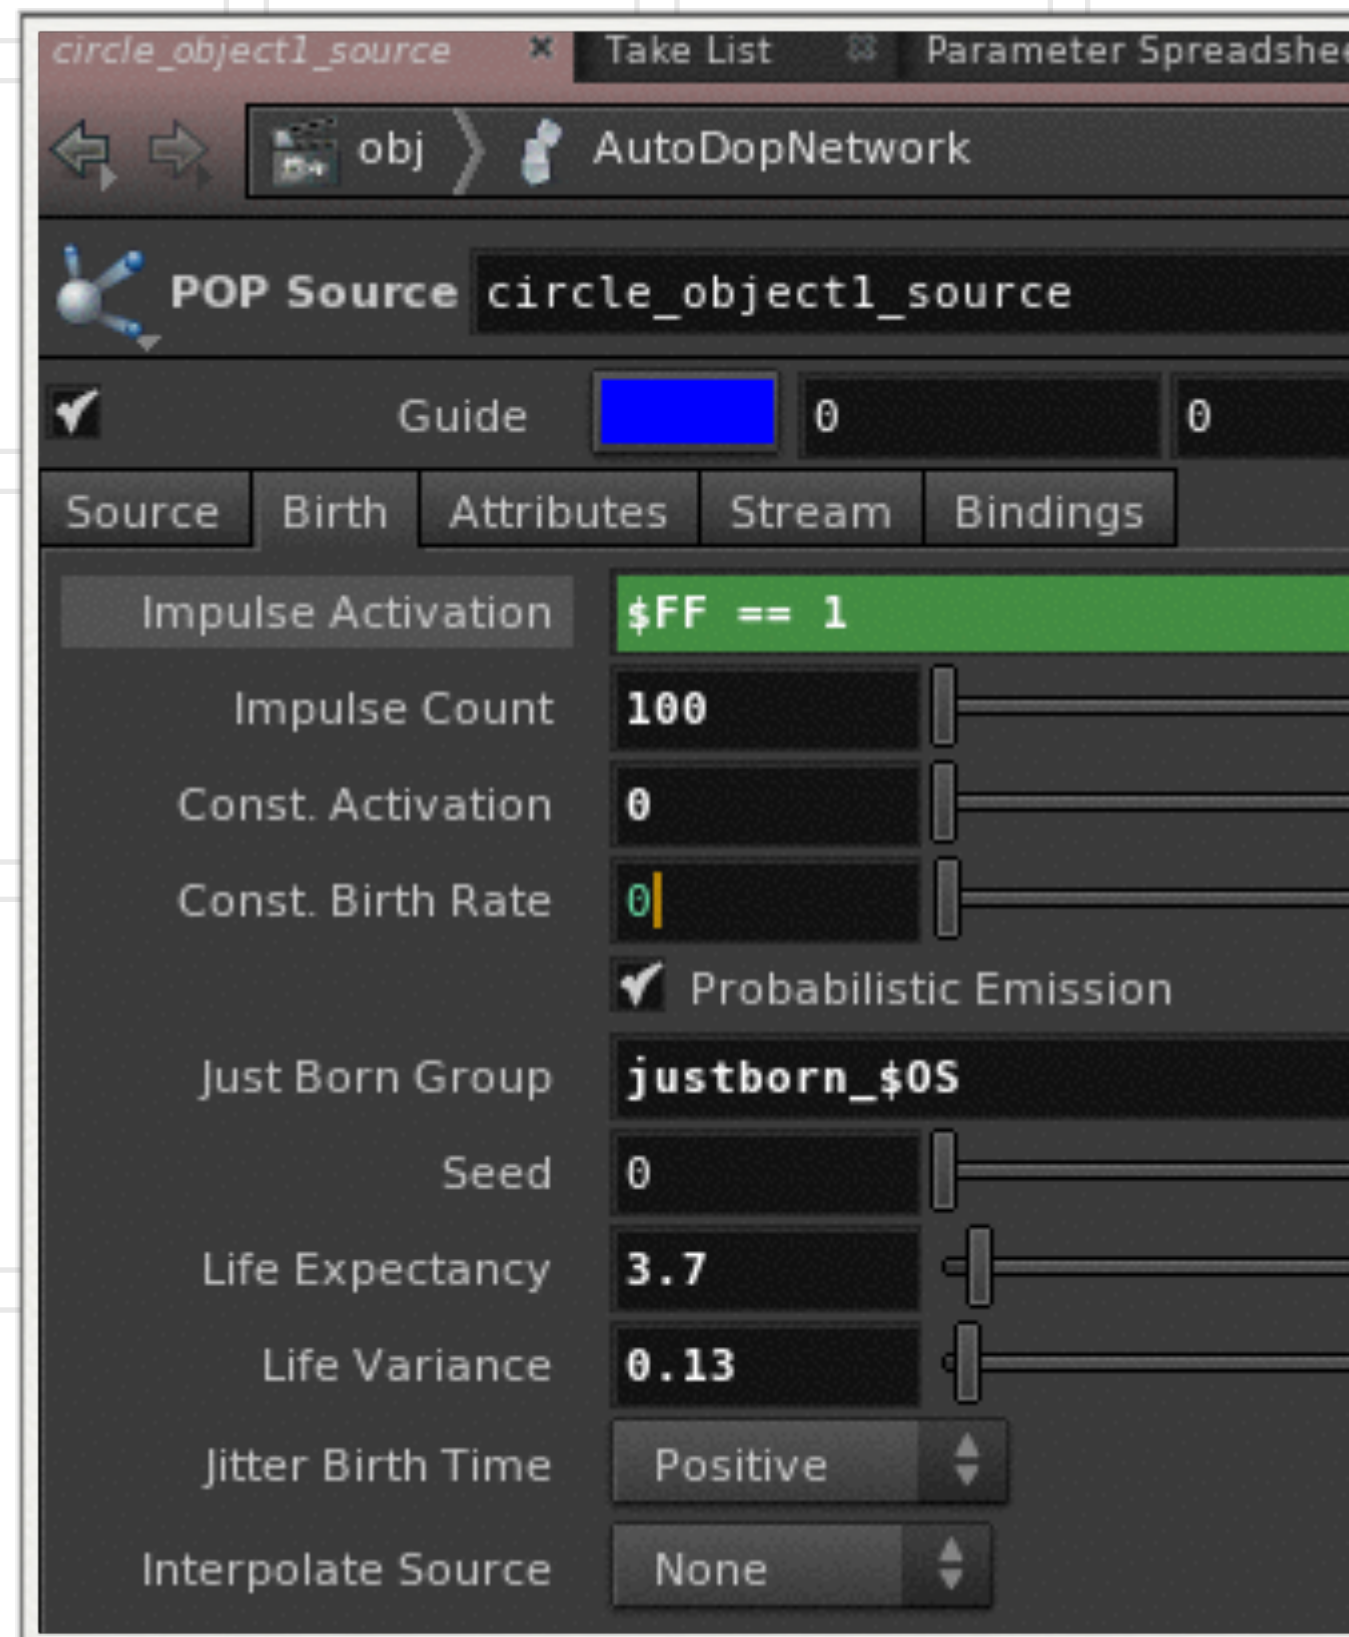 circle_object1_source Take List Parameter Spreadshee
obj AutoDopNetwork
POP Source circle_object1_source
Guide 0 0
Source Birth Attributes Stream Bindings
Impulse Activation $FF == 1
Impulse Count 100
Const. Activation 0
Const. Birth Rate 0
Probabilistic Emission
Just Born Group justborn_$OS
Seed 0
Life Expectancy 3.7
Life Variance 0.13
Jitter Birth Time Positive
Interpolate Source None